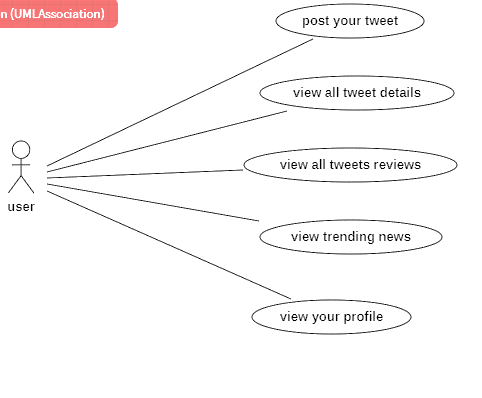 n (UMLAssociation)
post your tweet
view all tweet details
view all tweets reviews
user
view trending news
view your profile